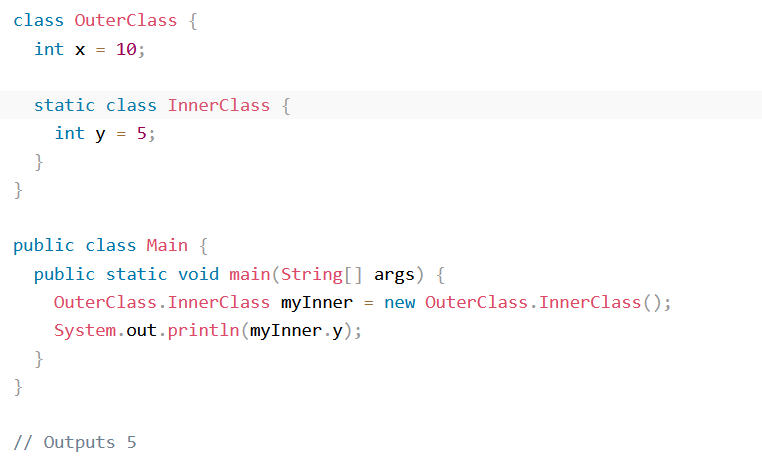 class OuterClass {
  int x = 10;

  static class InnerClass {
    int y = 5;
  }
}

public class Main {
  public static void main(String[] args) {
    OuterClass.InnerClass myInner = new OuterClass.InnerClass();
    System.out.println(myInner.y);
  }
}

// Outputs 5